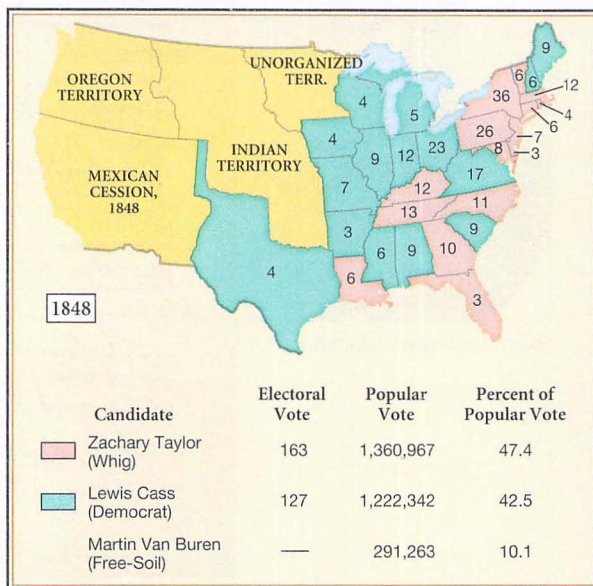 OREGON
TERRITORY
UNORGANIZED
TERR.
INDIAN
TERRITORY
MEXICAN
CESSION,
1848
9
6
6
12
4
6
36
26
7
8
3
4
5
4
9
12
23
17
7
12
11
13
3
9
6
9
10
4
6
3
1848
Electoral Popular Percent of
Candidate Vote Vote Popular Vote
Zachary Taylor 163 1,360,967 47.4
(Whig)
Lewis Cass 127 1,222,342 42.5
(Democrat)
Martin Van Buren — 291,263 10.1
(Free-Soil)